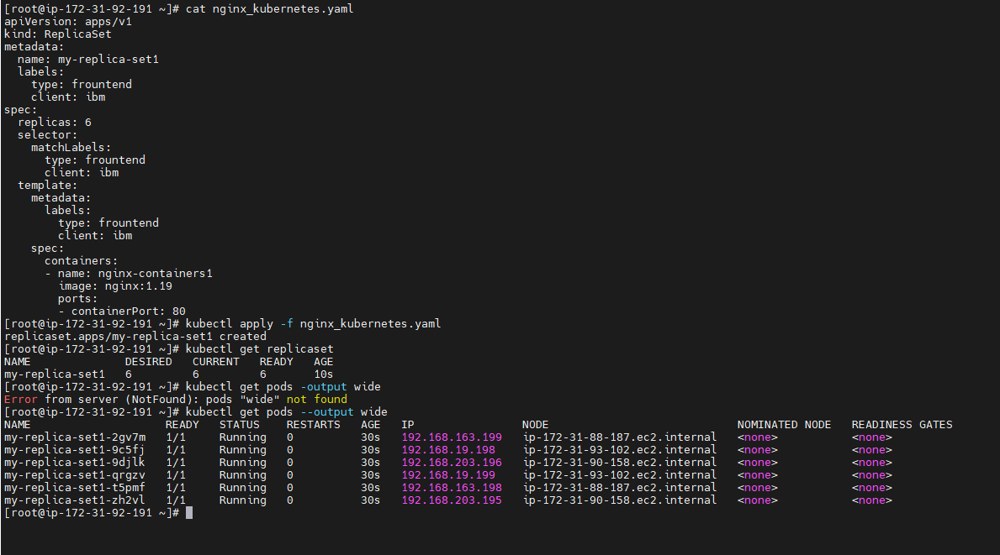 [root@ip-172-31-92-191 ~]# cat nginx_kubernetes.yaml
apiVersion: apps/v1
kind: ReplicaSet
metadata:
  name: my-replica-set1
  labels:
    type: frountend
    client: ibm
spec:
  replicas: 6
  selector:
    matchLabels:
      type: frountend
      client: ibm
  template:
    metadata:
      labels:
        type: frountend
        client: ibm
    spec:
      containers:
      - name: nginx-containers1
        image: nginx:1.19
        ports:
        - containerPort: 80
[root@ip-172-31-92-191 ~]# kubectl apply -f nginx_kubernetes.yaml
replicaset.apps/my-replica-set1 created
[root@ip-172-31-92-191 ~]# kubectl get replicaset
NAME              DESIRED   CURRENT   READY   AGE
my-replica-set1   6         6         6       10s
[root@ip-172-31-92-191 ~]# kubectl get pods -output wide
Error from server (NotFound): pods "wide" not found
[root@ip-172-31-92-191 ~]# kubectl get pods --output wide
NAME                    READY   STATUS    RESTARTS   AGE   IP                NODE                            NOMINATED NODE   READINESS GATES
my-replica-set1-2gv7m   1/1     Running   0          30s   192.168.163.199   ip-172-31-88-187.ec2.internal   <none>           <none>
my-replica-set1-9c5fj   1/1     Running   0          30s   192.168.19.198    ip-172-31-93-102.ec2.internal   <none>           <none>
my-replica-set1-9djlk   1/1     Running   0          30s   192.168.203.196   ip-172-31-90-158.ec2.internal   <none>           <none>
my-replica-set1-qrgzv   1/1     Running   0          30s   192.168.19.199    ip-172-31-93-102.ec2.internal   <none>           <none>
my-replica-set1-t5pmf   1/1     Running   0          30s   192.168.163.198   ip-172-31-88-187.ec2.internal   <none>           <none>
my-replica-set1-zh2vl   1/1     Running   0          30s   192.168.203.195   ip-172-31-90-158.ec2.internal   <none>           <none>
[root@ip-172-31-92-191 ~]#